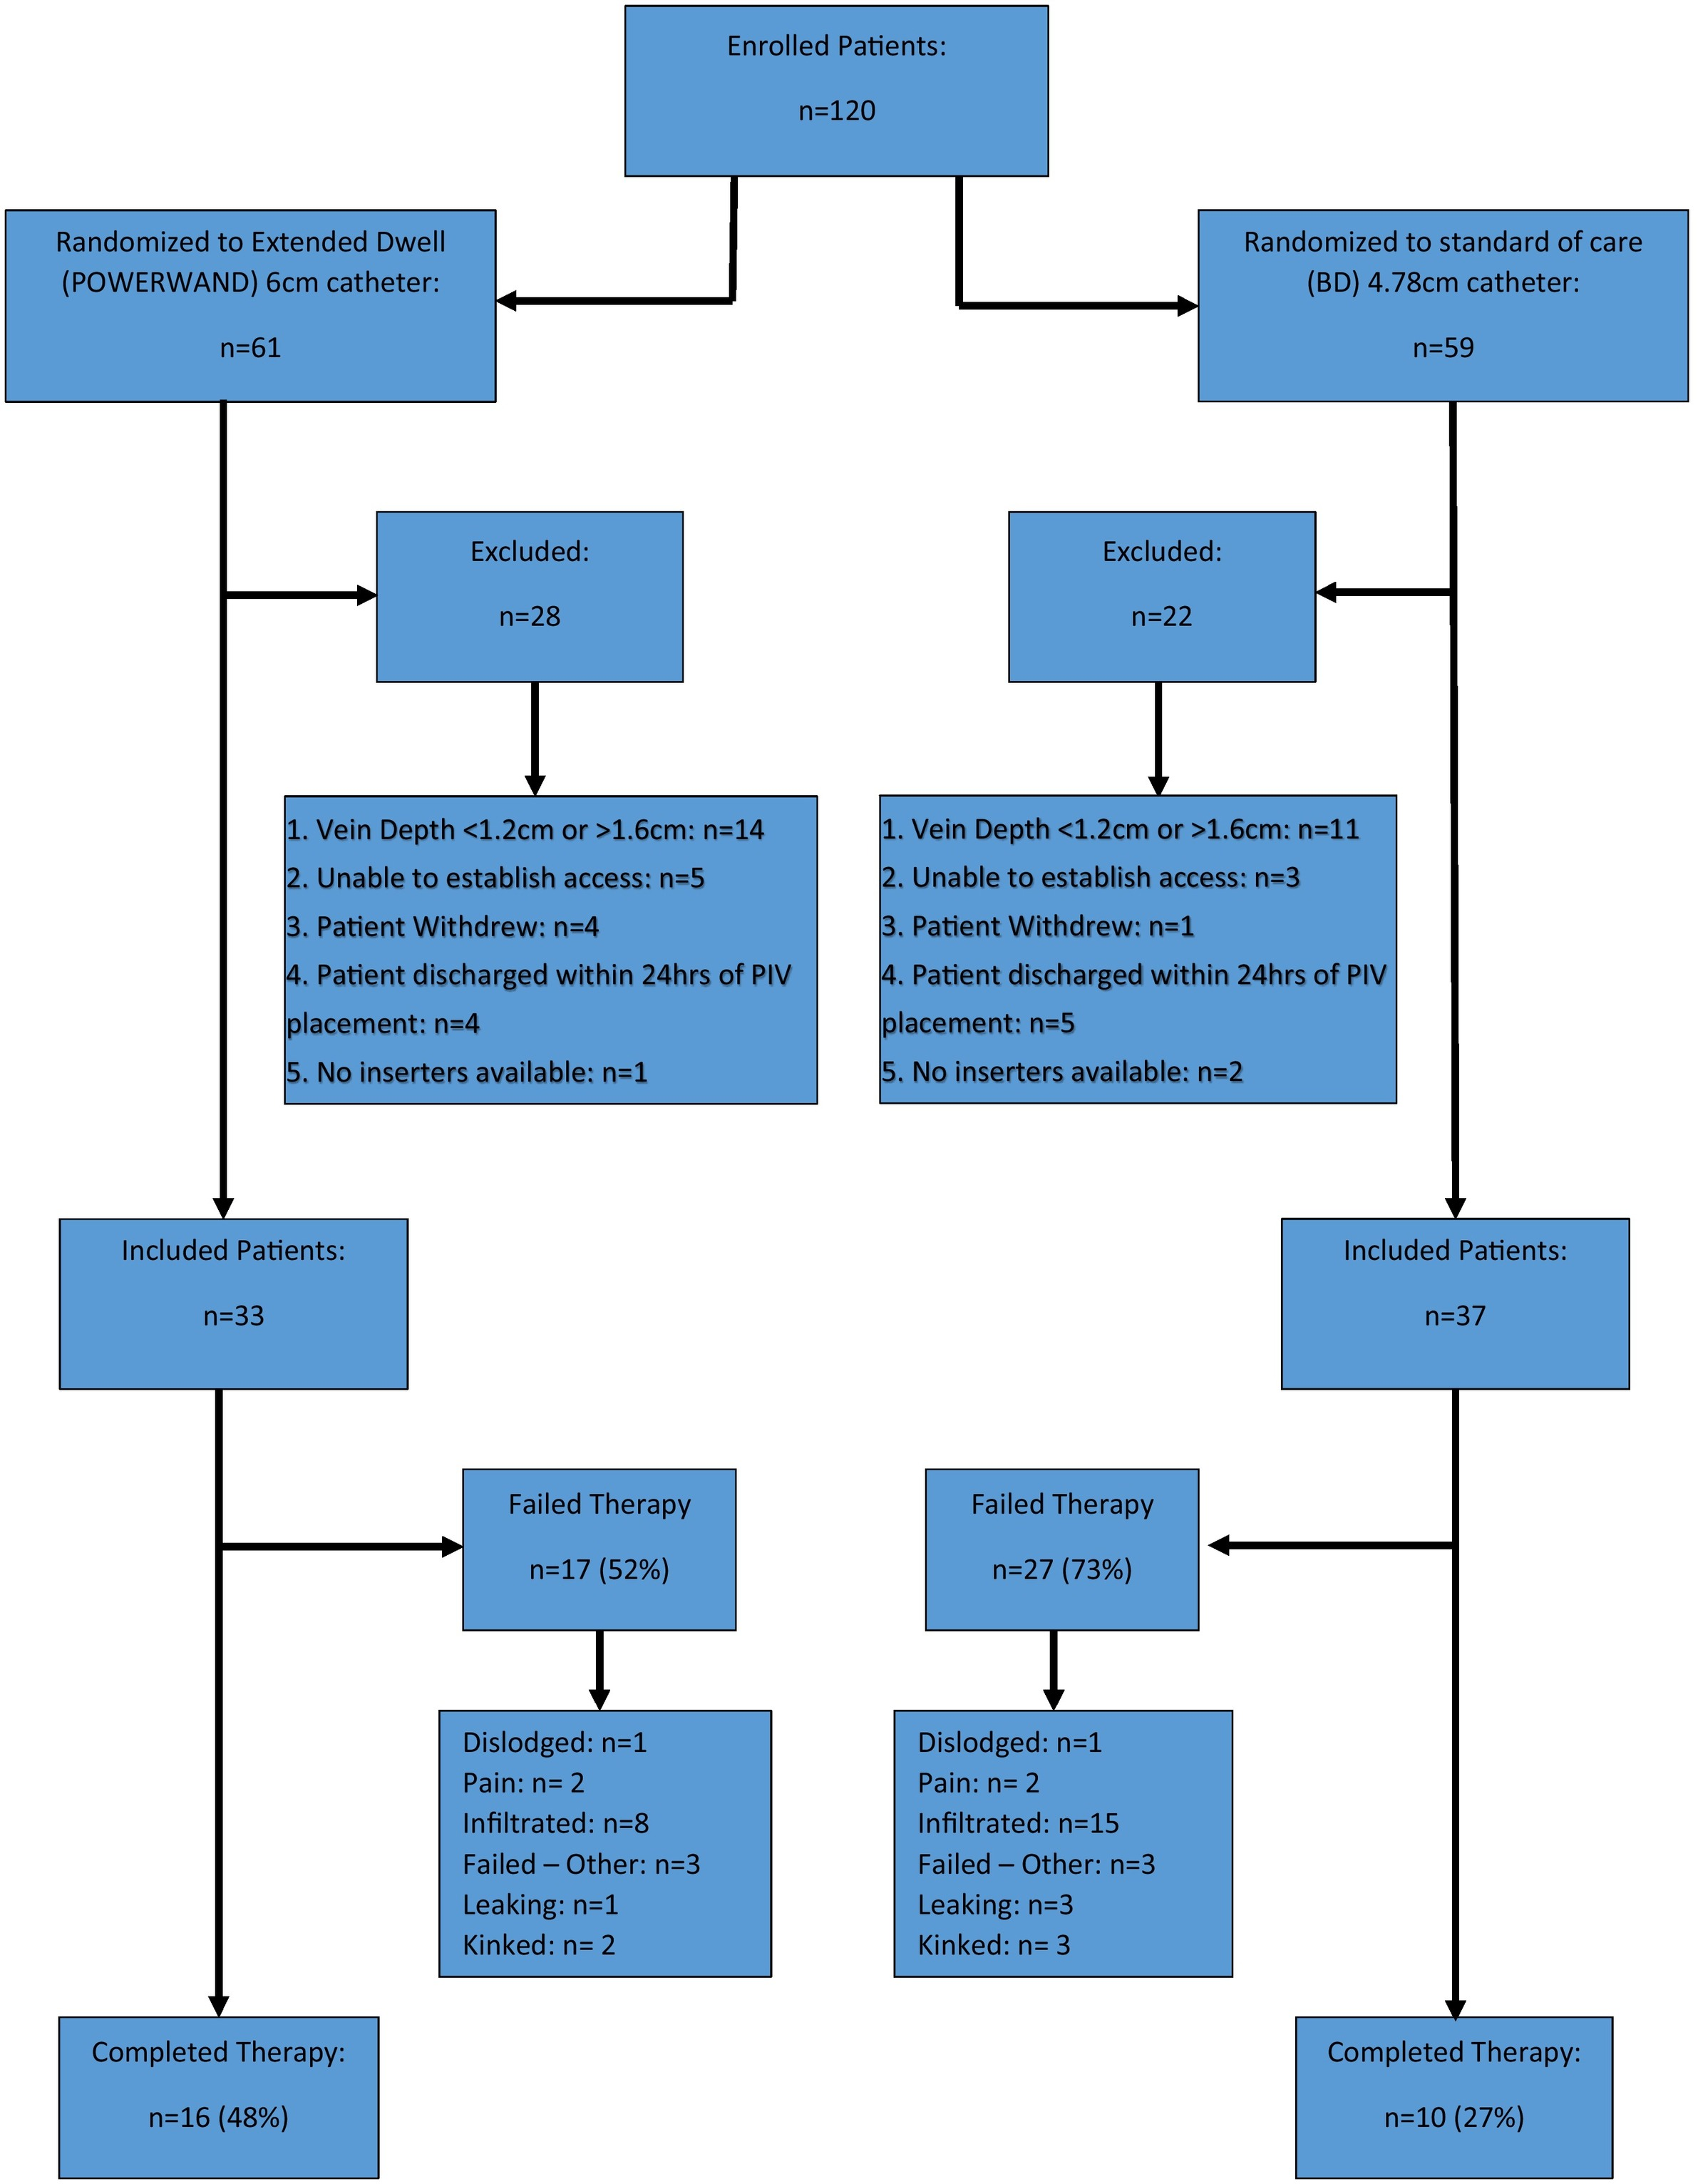 Enrolled Patients:
n=120
Randomized to Extended Dwell
(POWERWAND) 6cm catheter:
n=61
Randomized to standard of care
(BD) 4.78cm catheter:
n=59
Excluded:
n=28
Excluded:
n=22
1. Vein Depth <1.2cm or >1.6cm: n=14
2. Unable to establish access: n=5
3. Patient Withdrew: n=4
4. Patient discharged within 24hrs of PIV
placement: n=4
5. No inserters available: n=1
1. Vein Depth <1.2cm or >1.6cm: n=11
2. Unable to establish access: n=3
3. Patient Withdrew: n=1
4. Patient discharged within 24hrs of PIV
placement: n=5
5. No inserters available: n=2
Included Patients:
n=33
Included Patients:
n=37
Failed Therapy
n=17 (52%)
Failed Therapy
n=27 (73%)
Dislodged: n=1
Pain: n= 2
Infiltrated: n=8
Failed – Other: n=3
Leaking: n=1
Kinked: n= 2
Dislodged: n=1
Pain: n= 2
Infiltrated: n=15
Failed – Other: n=3
Leaking: n=3
Kinked: n= 3
Completed Therapy:
n=16 (48%)
Completed Therapy:
n=10 (27%)